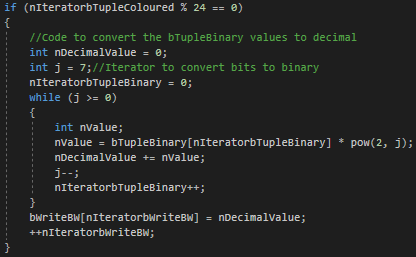 if (nIteratorbTupleColoured % 24 == 0)
{
//Code to convert the bTupleBinary values to decimal
int nDecimalValue = 0;
int j = 7;//Iterator to convert bits to binary
nIteratorbTupleBinary = 0;
while (j >= 0)
{
int nValue;
nValue = bTupleBinary[nIteratorbTupleBinary] * pow(2, j);
nDecimalValue += nValue;
j--;
nIteratorbTupleBinary++;
}
bWriteBW[nIteratorbWriteBW] = nDecimalValue;
++nIteratorbWriteBW;
}